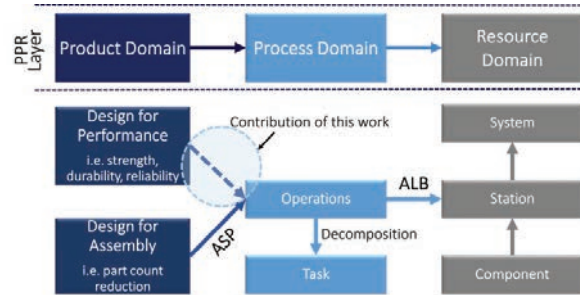 PPR
Layer
Product Domain
Process Domain
Resource
Domain
Design for
Performance
i.e. strength,
durability, reliability
Contribution of this work
System
Operations
ALB
Station
ASP
Decomposition
Design for
Assembly
i.e. part count
reduction
Task
Component